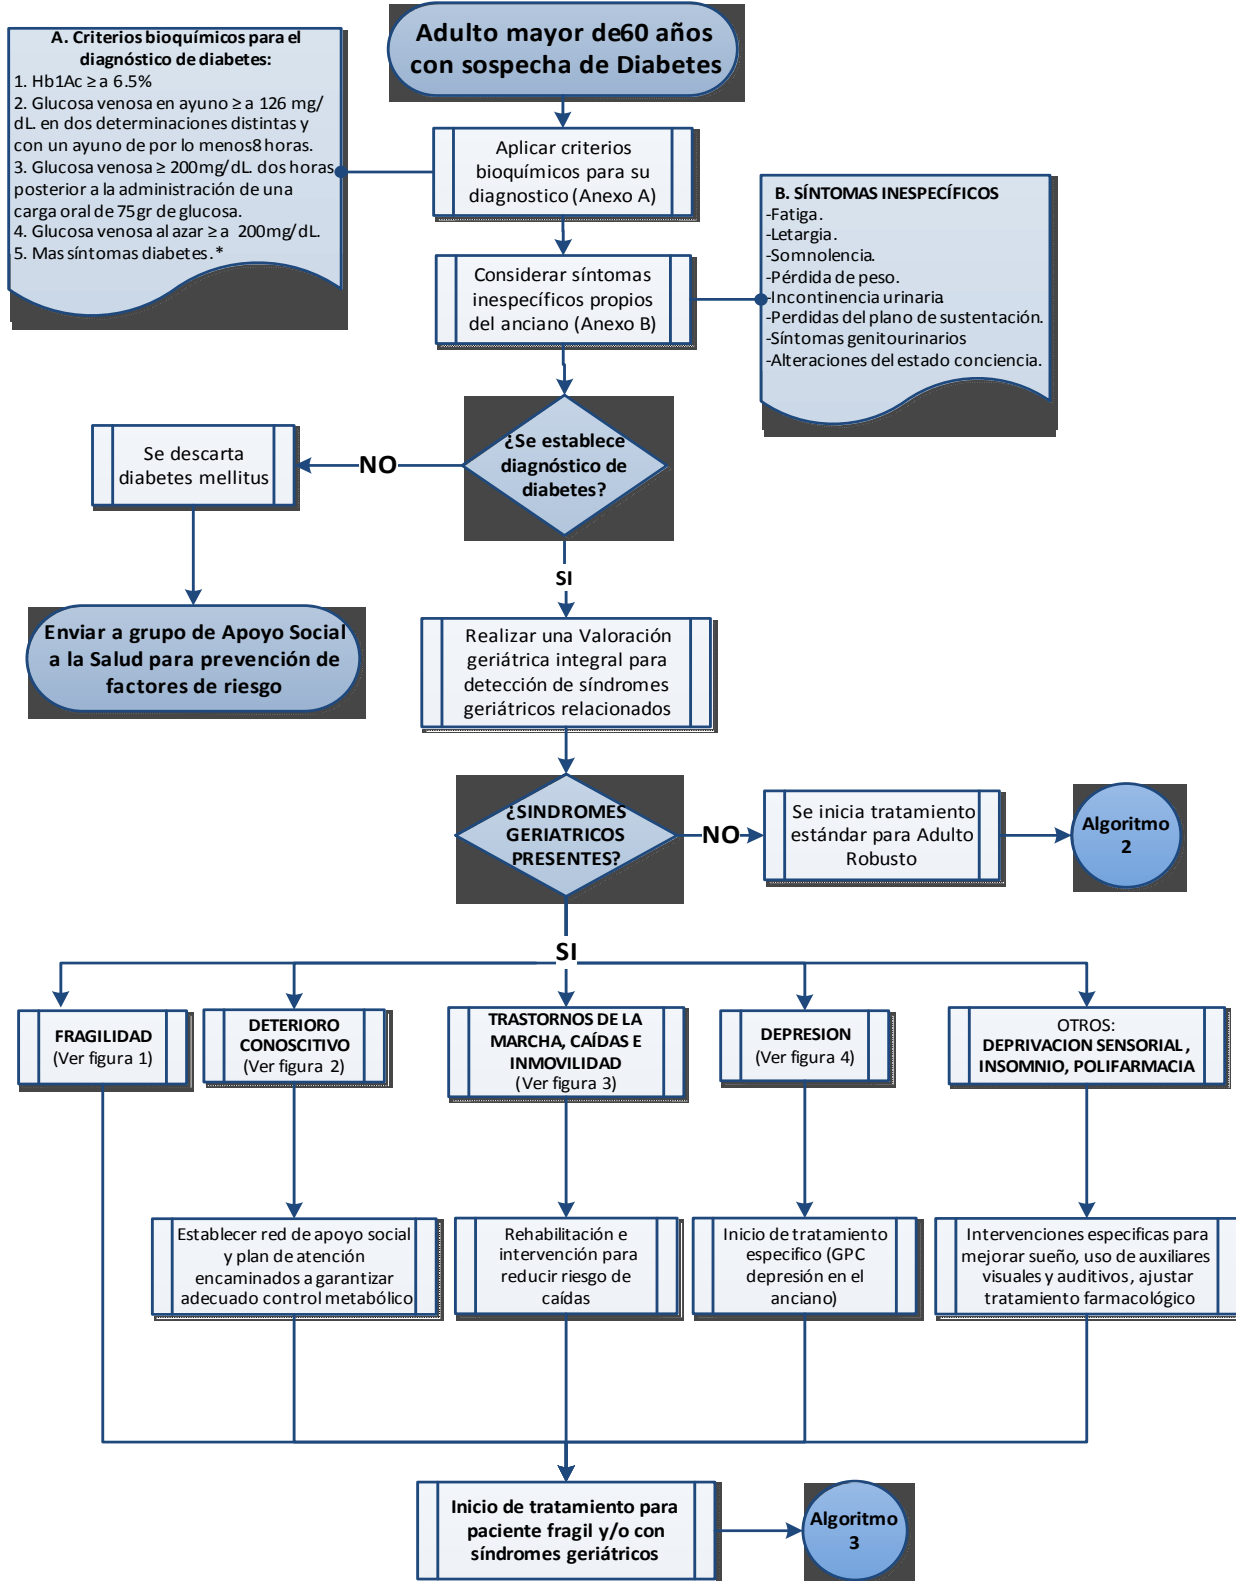 Adulto mayor de60 años
con sospecha de Diabetes
A. Criterios bioquímicos para el
diagnóstico de diabetes:
1. Hb1Ac ≥ a 6.5%
2. Glucosa venosa en ayuno ≥ a 126 mg/
dL. en dos determinaciones distintas y
con un ayuno de por lo menos8 horas.
3. Glucosa venosa ≥ 200mg/dL. dos horas
posterior a la administración de una
carga oral de 75gr de glucosa.
4. Glucosa venosa al azar ≥ a 200mg/dL.
5. Mas síntomas diabetes. *
Aplicar criterios
bioquímicos para su
diagnostico (Anexo A)
B. SÍNTOMAS INESPECÍFICOS
-Fatiga.
-Letargia.
-Somnolencia.
-Pérdida de peso.
-Incontinencia urinaria.
-Perdidas del plano de sustentación.
-Síntomas genitourinarios
-Alteraciones del estado conciencia.
Considerar síntomas
inespecíficos propios
del anciano (Anexo B)
¿Se establece
diagnóstico de
diabetes?
NO
Se descarta
diabetes mellitus
Enviar a grupo de Apoyo Social
a la Salud para prevención de
factores de riesgo
SI
Realizar una Valoración
geriátrica integral para
detección de síndromes
geriátricos relacionados
¿SINDROMES
GERIATRICOS
PRESENTES?
NO
Se inicia tratamiento
estándar para Adulto
Robusto
Algoritmo
2
SI
FRAGILIDAD
(Ver figura 1)
DETERIORO
CONOSCITIVO
(Ver figura 2)
TRASTORNOS DE LA
MARCHA, CAÍDAS E
INMOVILIDAD
(Ver figura 3)
DEPRESION
(Ver figura 4)
OTROS:
DEPRIVACION SENSORIAL,
INSOMNIO, POLIFARMACIA
Establecer red de apoyo social
y plan de atención
encaminados a garantizar
adecuado control metabólico
Rehabilitación e
intervención para
reducir riesgo de
caídas
Inicio de tratamiento
especifico (GPC
depresión en el
anciano)
Intervenciones especificas para
mejorar sueño, uso de auxiliares
visuales y auditivos, ajustar
tratamiento farmacológico
Inicio de tratamiento para
paciente fragil y/o con
síndromes geriátricos
Algoritmo
3